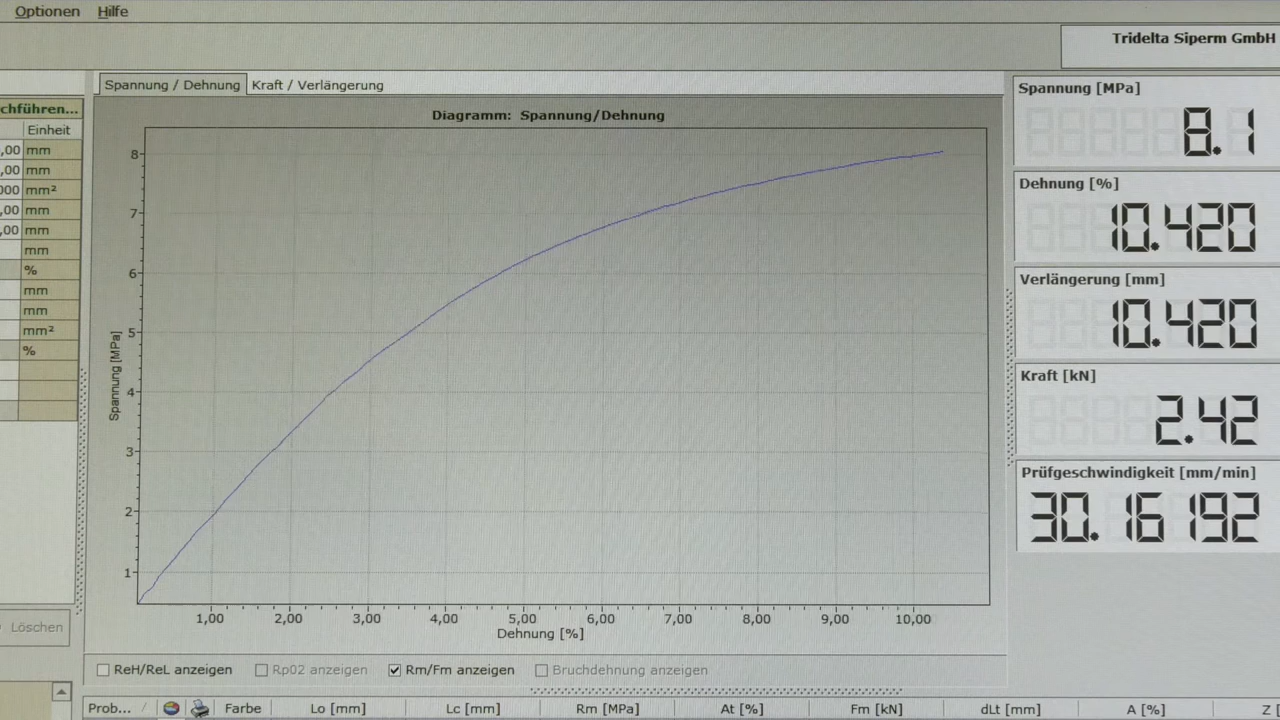 Optionen Hilfe
Tridelta Siperm GmbH
chführen...
Einheit
,00 mm
,00 mm
000 mm²
,00 mm
,00 mm
mm
%
mm
mm
mm²
%
Löschen
Spannung / Dehnung Kraft / Verlängerung
Diagramm: Spannung/Dehnung
8
7
6
5
4
3
2
1
Spannung [MPa]
1,00 2,00 3,00 4,00 5,00 6,00 7,00 8,00 9,00 10,00
Dehnung [%]
ReH/ReL anzeigen Rp02 anzeigen Rm/Fm anzeigen Bruchdehnung anzeigen
Prob... Farbe Lo [mm] Lc [mm] Rm [MPa] At [%] Fm [kN] dLt [mm] A [%] Z [
Spannung [MPa]
8.1
Dehnung [%]
10.420
Verlängerung [mm]
10.420
Kraft [kN]
2.42
Prüfgeschwindigkeit [mm/min]
30.16192